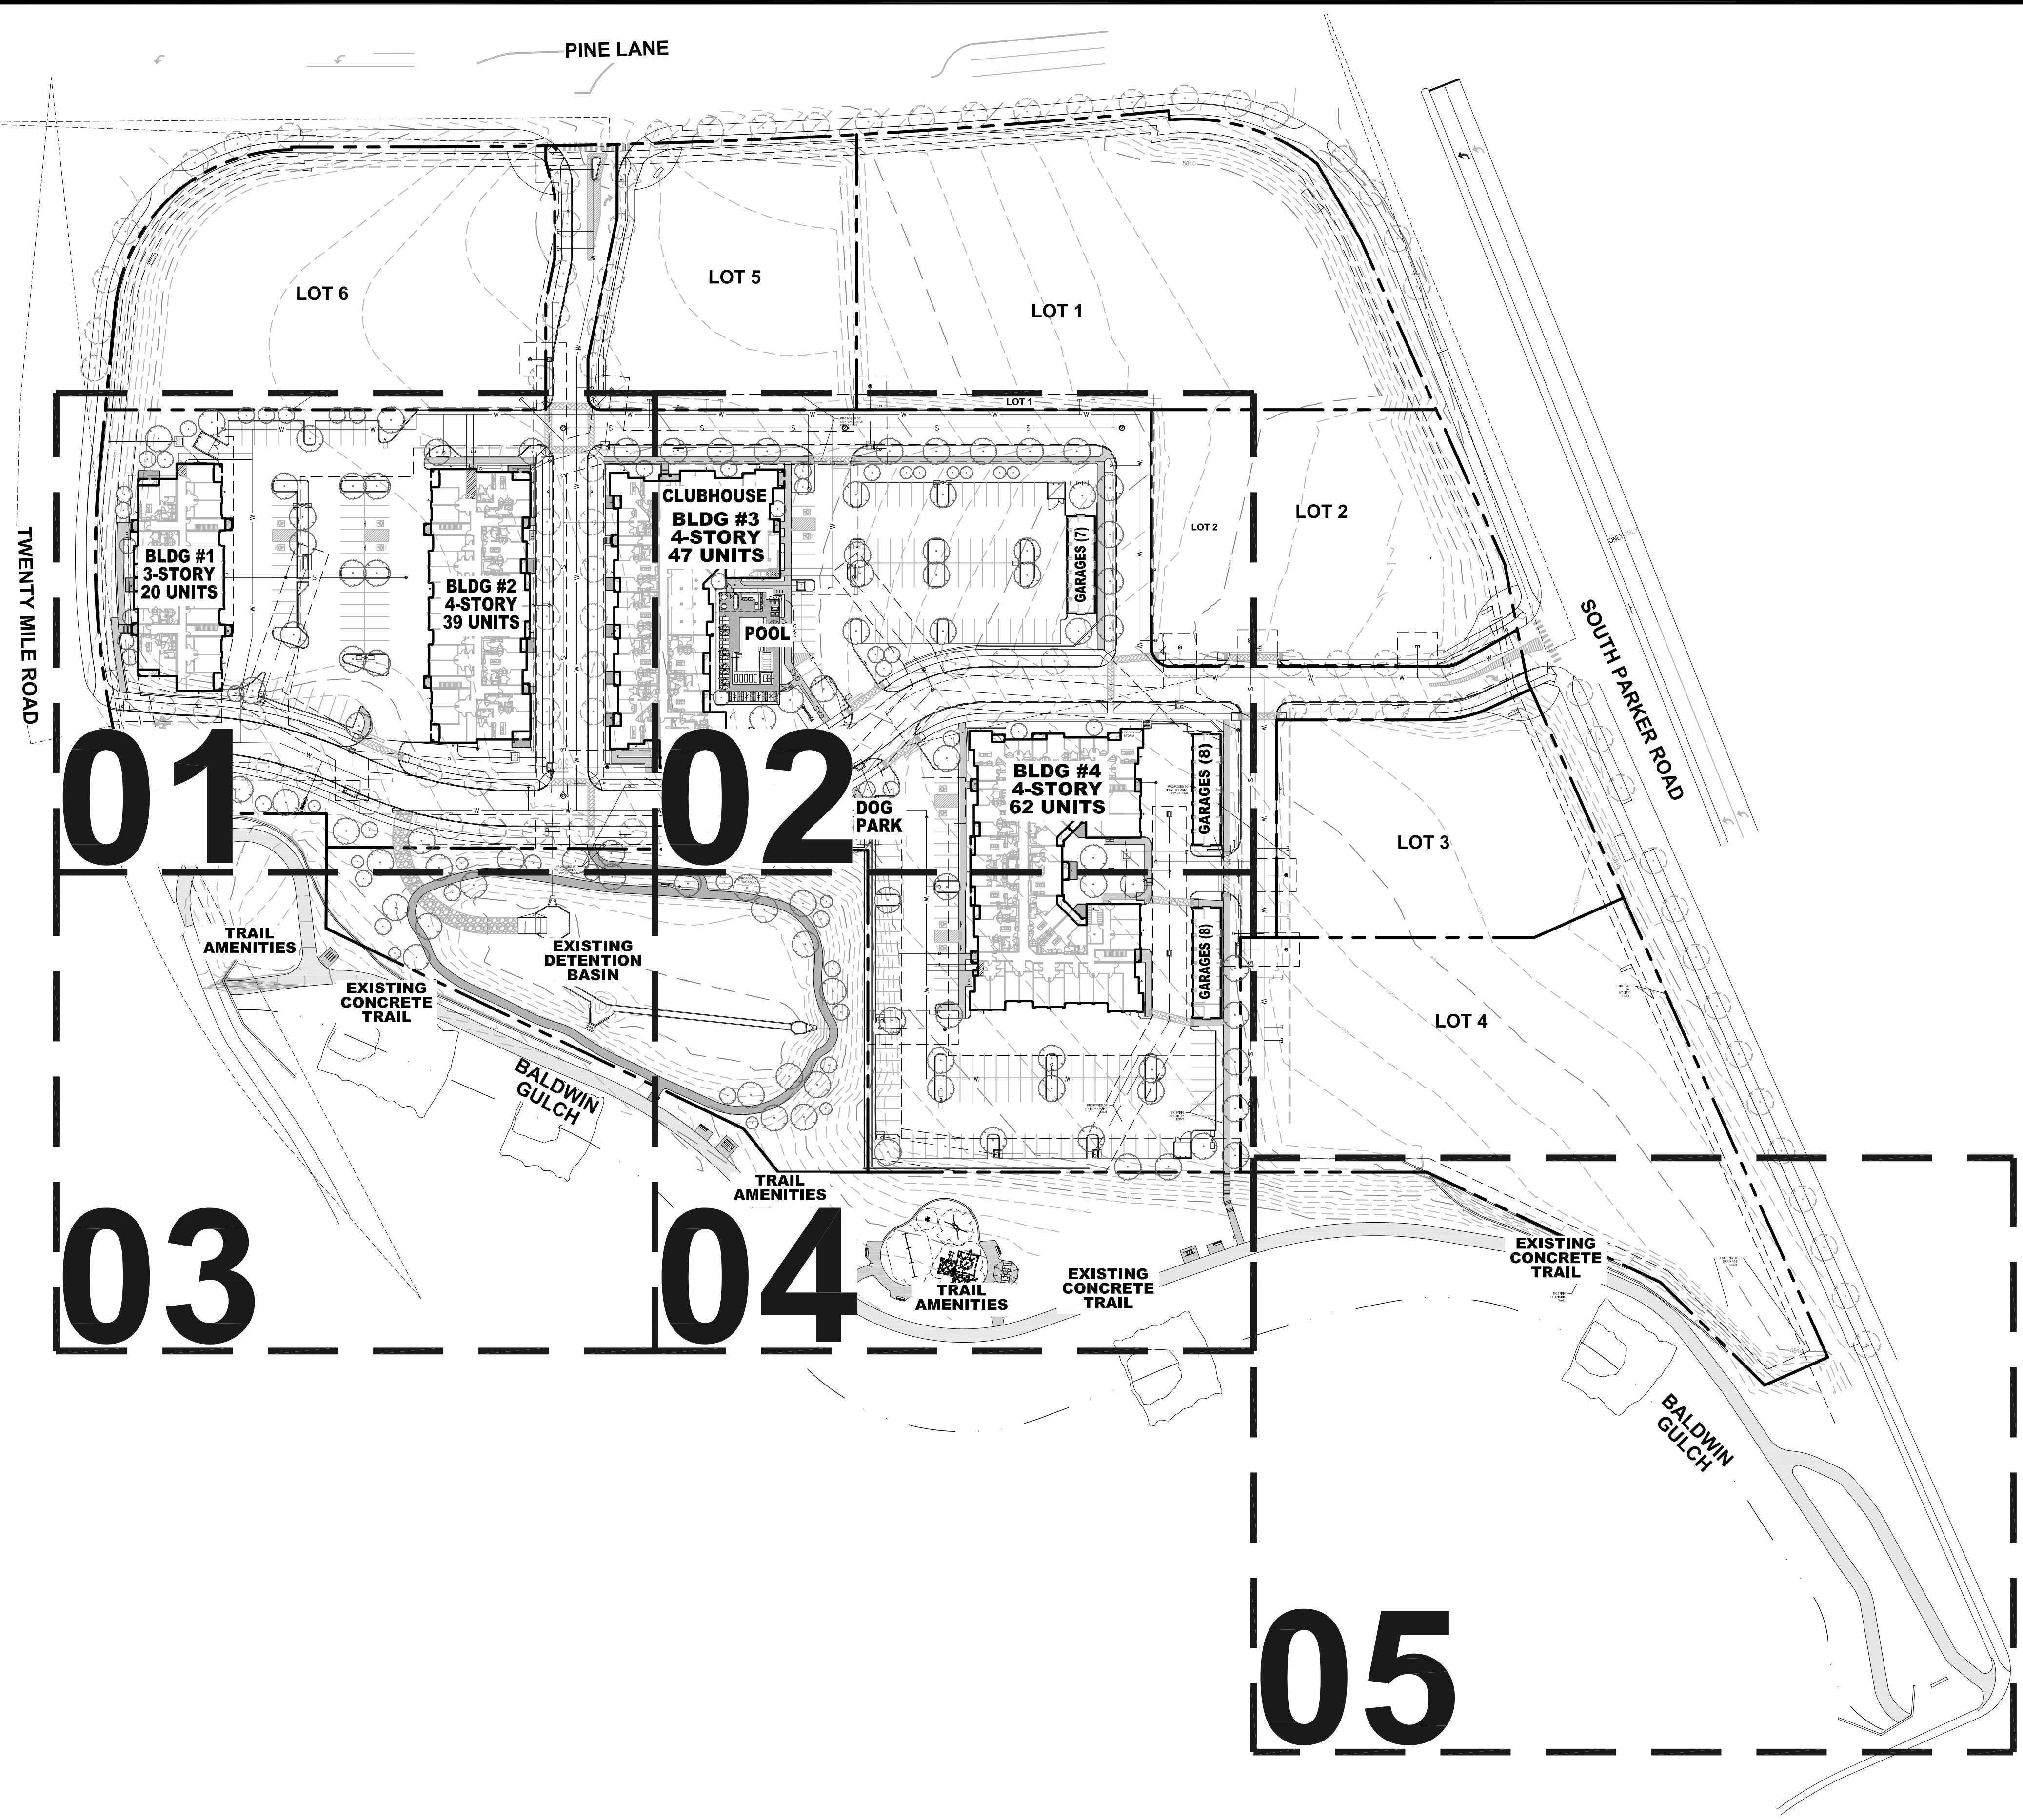 PINE LANE
5810
LOT 6
LOT 5
LOT 1
LOT 1
LOT 2
LOT 2
TWENTY MILE ROAD
BLDG #1
3-STORY
20 UNITS
BLDG #2
4-STORY
39 UNITS
CLUBHOUSE
BLDG #3
4-STORY
47 UNITS
POOL
GARAGES (7)
ONLY
SOUTH PARKER ROAD
01
02
DOG
PARK
BLDG #4
4-STORY
62 UNITS
GARAGES (8)
GARAGES (8)
LOT 3
LOT 4
TRAIL
AMENITIES
EXISTING
DETENTION
BASIN
EXISTING
CONCRETE
TRAIL
BALDWIN
GULCH
TRAIL
AMENITIES
03
04
TRAIL
AMENITIES
EXISTING
CONCRETE
TRAIL
EXISTING
CONCRETE
TRAIL
BALDWIN
GULCH
05